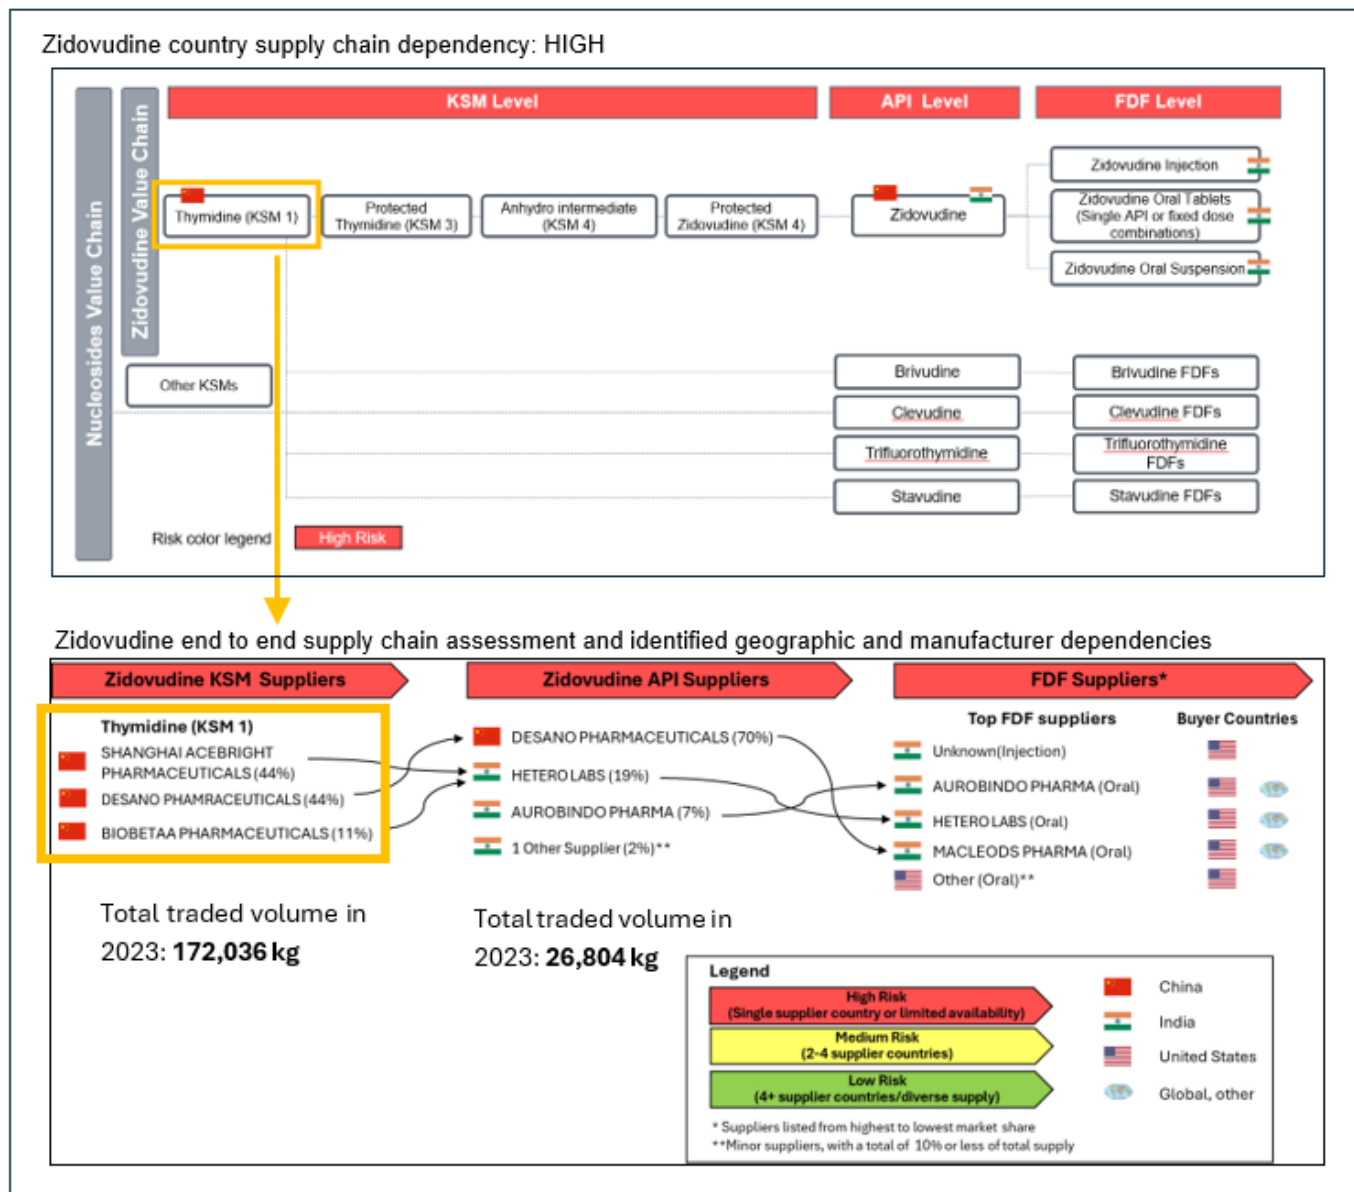 Zidovudine country supply chain dependency: HIGH
Nucleosides Value Chain
Zidovudine Value Chain
KSM Level
API Level
FDF Level
Thymidine (KSM 1)
Protected
Thymidine (KSM 3)
Anhydro intermediate
(KSM 4)
Protected
Zidovudine (KSM 4)
Zidovudine
Zidovudine Injection
Zidovudine Oral Tablets
(Single API or fixed dose
combinations)
Zidovudine Oral Suspension
Other KSMs
Brivudine
Brivudine FDFs
Clevudine
Clevudine FDFs
Trifluorothymidine
Trifluorothymidine
FDFs
Stavudine
Stavudine FDFs
Risk color legend
High Risk
Zidovudine end to end supply chain assessment and identified geographic and manufacturer dependencies
Zidovudine KSM Suppliers
Zidovudine API Suppliers
FDF Suppliers*
Thymidine (KSM 1)
SHANGHAI ACEBRIGHT
PHARMACEUTICALS (44%)
DESANO PHAMRACEUTICALS (44%)
BIOBETAA PHARMACEUTICALS (11%)
Total traded volume in
2023: 172,036 kg
DESANO PHARMACEUTICALS (70%)
HETERO LABS (19%)
AUROBINDO PHARMA (7%)
1 Other Supplier (2%)**
Total traded volume in
2023: 26,804 kg
Top FDF suppliers
Buyer Countries
Unknown(Injection)
AUROBINDO PHARMA (Oral)
HETERO LABS (Oral)
MACLEODS PHARMA (Oral)
Other (Oral)**
Legend
High Risk
(Single supplier country or limited availability)
Medium Risk
(2-4 supplier countries)
Low Risk
(4+ supplier countries/diverse supply)
China
India
United States
Global, other
* Suppliers listed from highest to lowest market share
**Minor suppliers, with a total of 10% or less of total supply